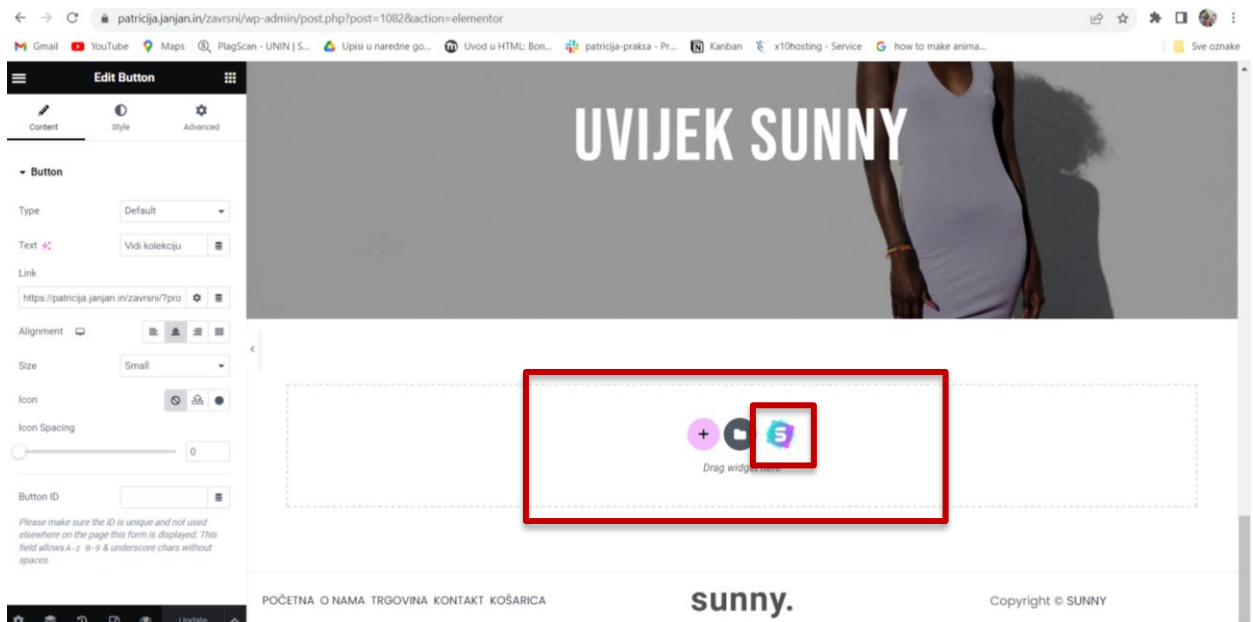 patricija.janjan.in/zavrsni/wp-admin/post.php?post=1082&action=elementor
Gmail YouTube Maps PlagScan - UNIN | S... Upisi u naredne go... Uvod u HTML: Bon... patricija-praksa - Pr... Kanban x10hosting - Service how to make anima... Sve oznake
Edit Button
Content Style Advanced
Button
Type Default
Text Vidi kolekciju
Link
https://patricija.janjan.in/zavrsni/?pro
Alignment
Size Small
Icon
Icon Spacing
0
Button ID
Please make sure the ID is unique and not used
elsewhere on the page this form is displayed. This
field allows A-z 0-9 & underscore chars without
spaces.
Update
UVIJEK SUNNY
Drag widget here
POČETNA O NAMA TRGOVINA KONTAKT KOŠARICA
sunny.
Copyright © SUNNY